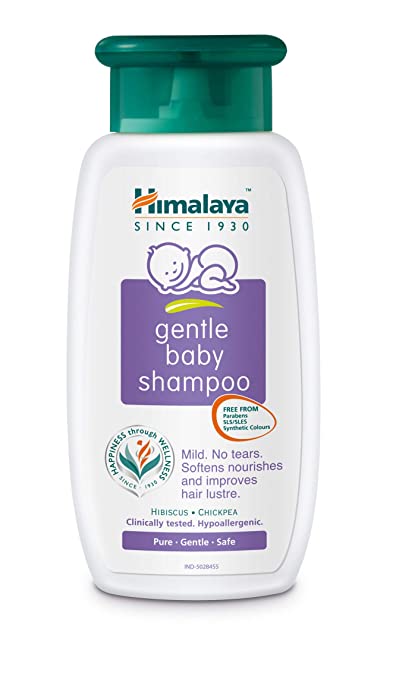 Himalaya™
SINCE 1930
gentle
baby
shampoo
FREE FROM
Parabens
SLS/SLES
Synthetic Colours
HAPPINESS through WELLNESS
SINCE - 1930
Mild. No tears.
Softens nourishes
and improves
hair lustre.
HIBISCUS • CHICKPEA
Clinically tested. Hypoallergenic.
Pure • Gentle • Safe
IND-5028455